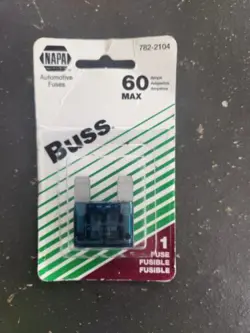 NAPA
782-2104
Automotive
Fuses
60
MAX
Buss
1
FUSE
FUSIBLE
FUSIBLE